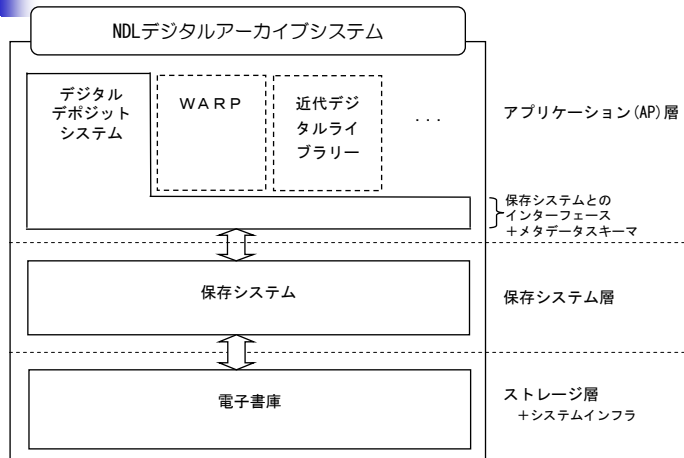 NDLデジタルアーカイブシステム
デジタル
デポジット
システム
ＷＡＲＰ
近代デジ
タルライ
ブラリー
...
アプリケーション(AP)層
保存システムとの
インターフェース
＋メタデータスキーマ
保存システム
保存システム層
電子書庫
ストレージ層
＋システムインフラ